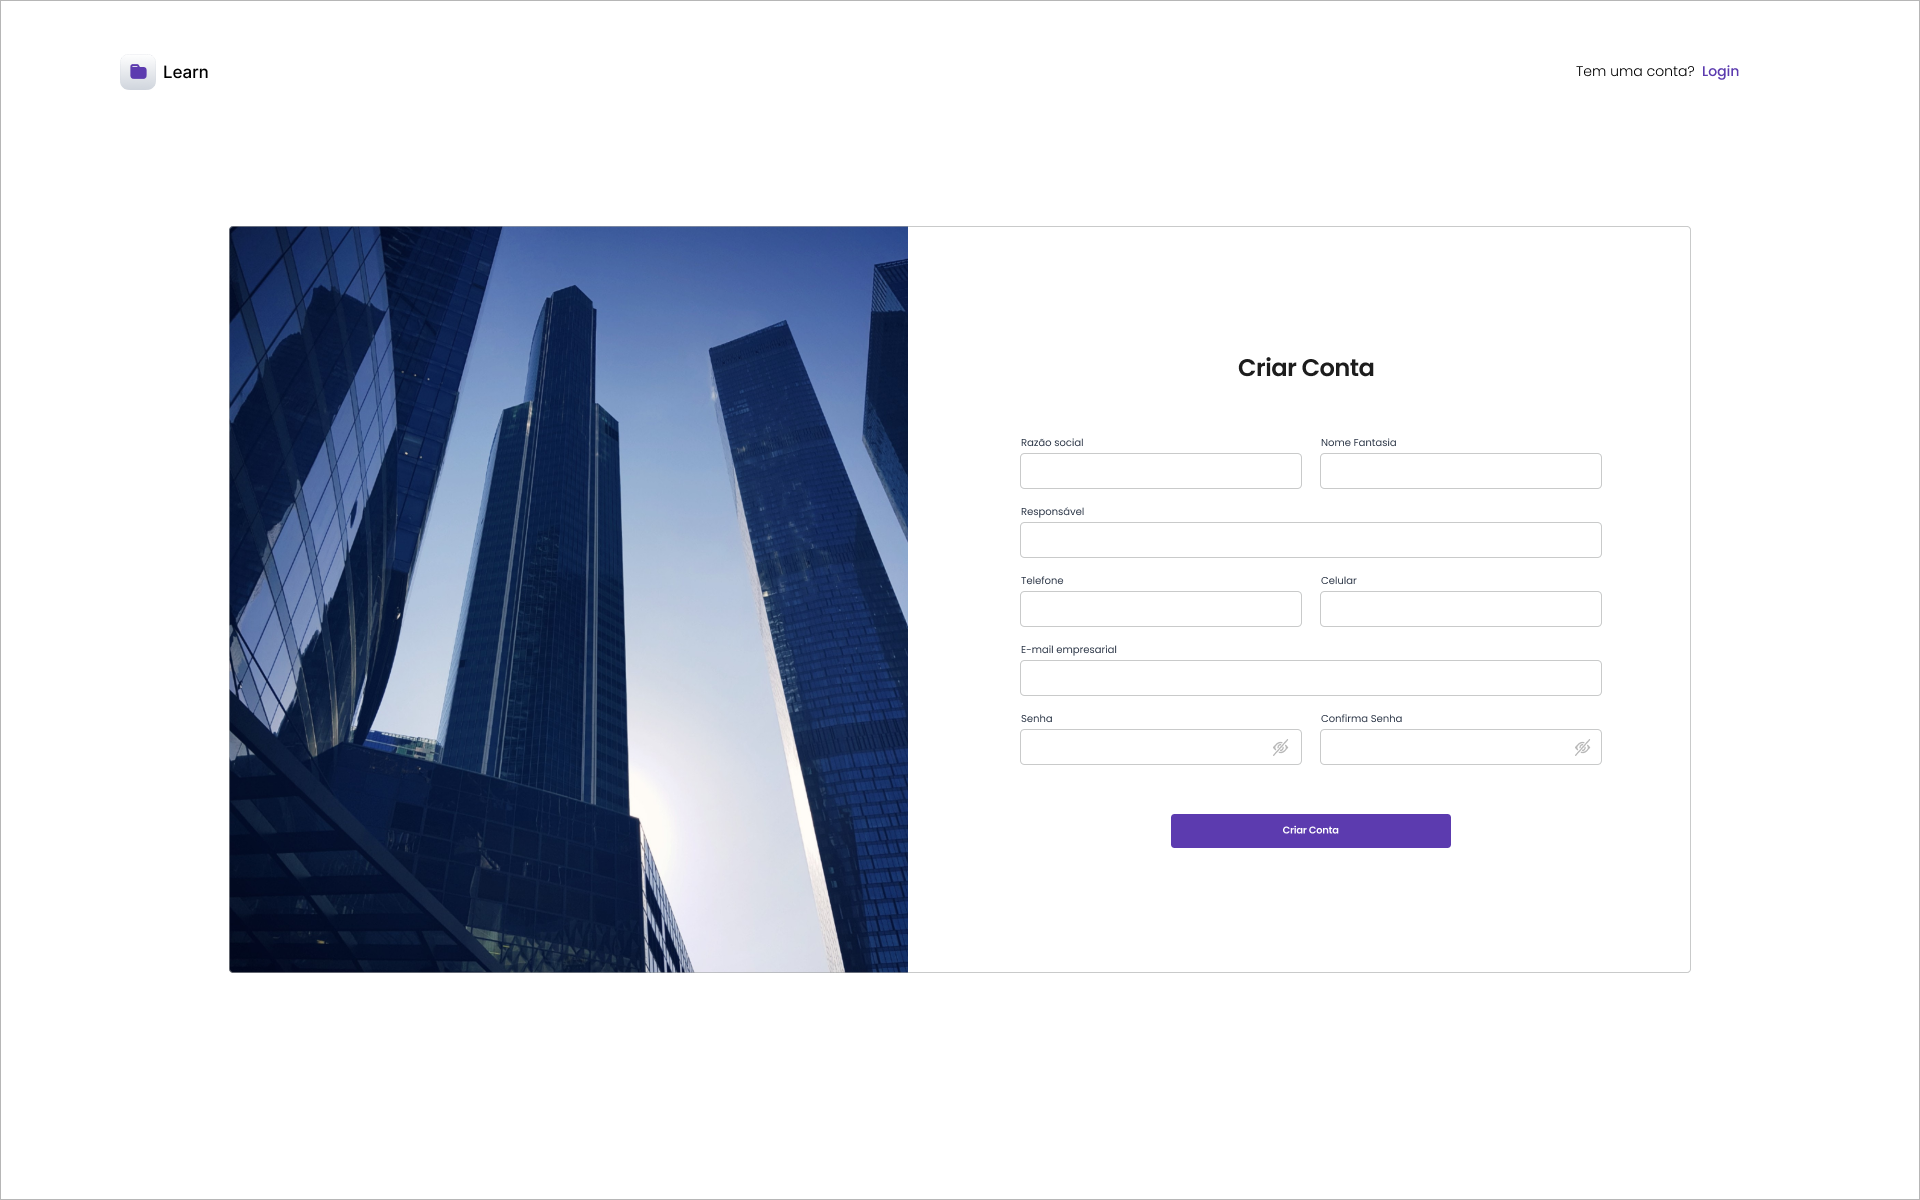 Learn
Tem uma conta? Login
Criar Conta
Razão social
Nome Fantasia
Responsável
Telefone
Celular
E-mail empresarial
Senha
Confirma Senha
Criar Conta